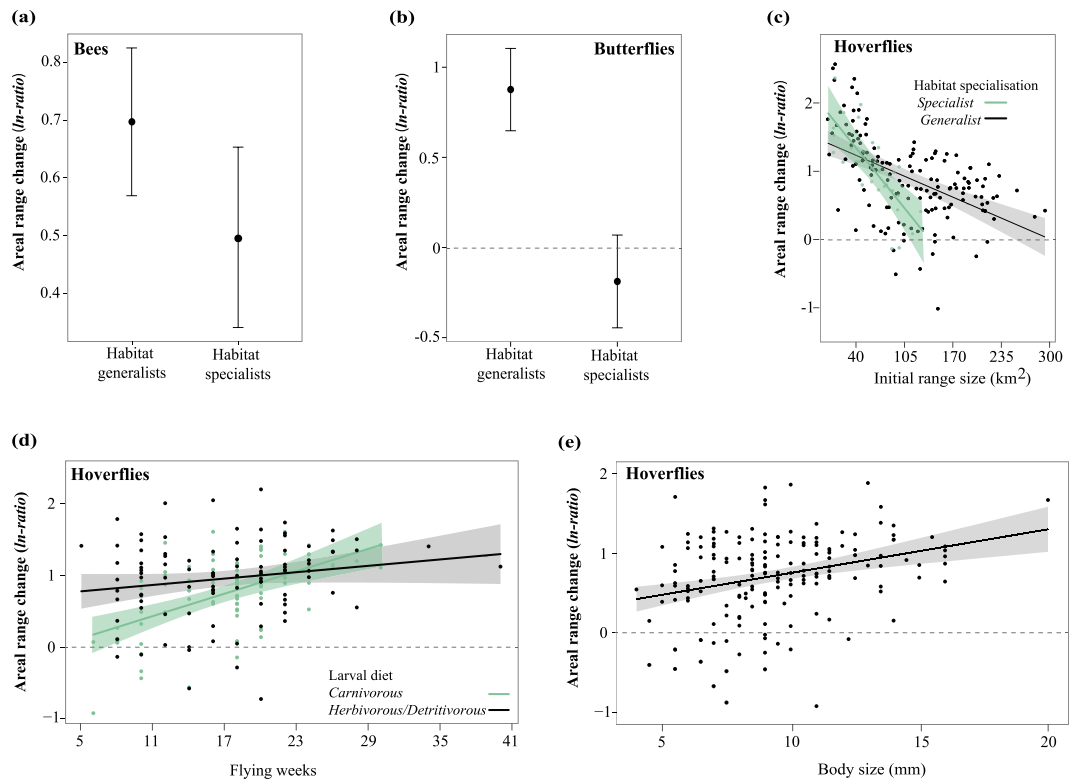 (a)
Bees
Areal range change (ln-ratio)
0.8
0.7
0.6
0.5
0.4
Habitat
generalists
Habitat
specialists
(b)
Butterflies
Areal range change (ln-ratio)
1
0.5
0
-0.5
Habitat
generalists
Habitat
specialists
(c)
Hoverflies
Habitat specialisation
Specialist
Generalist
Areal range change (ln-ratio)
2
1
0
-1
40 105 170 235 300
Initial range size (km2)
(d)
Hoverflies
Areal range change (ln-ratio)
2
1
0
−1
Larval diet
Carnivorous
Herbivorous/Detritivorous
5 11 17 23 29 35 41
Flying weeks
(e)
Hoverflies
Areal range change (ln-ratio)
2
1
0
−1
5 10 15 20
Body size (mm)